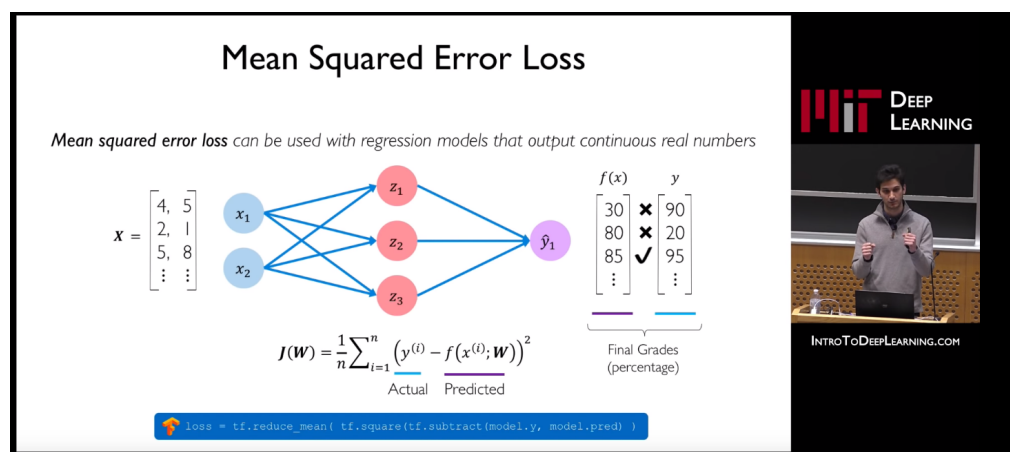 Mean Squared Error Loss
Mean squared error loss can be used with regression models that output continuous real numbers
X = [4, 5
2, 1
5, 8
⋮ ⋮]
x₁
x₂
z₁
z₂
z₃
ŷ₁
f(x) y
30 ✖ 90
80 ✖ 20
85 ✔ 95
⋮ ⋮
Final Grades
(percentage)
J(W) = 1/n ∑ᵢ₌₁ⁿ (y⁽ⁱ⁾ − f(x⁽ⁱ⁾; W))²
Actual Predicted
loss = tf.reduce_mean( tf.square(tf.subtract(model.y, model.pred) )
MIT DEEP
LEARNING
INTROTODEEPLEARNING.COM